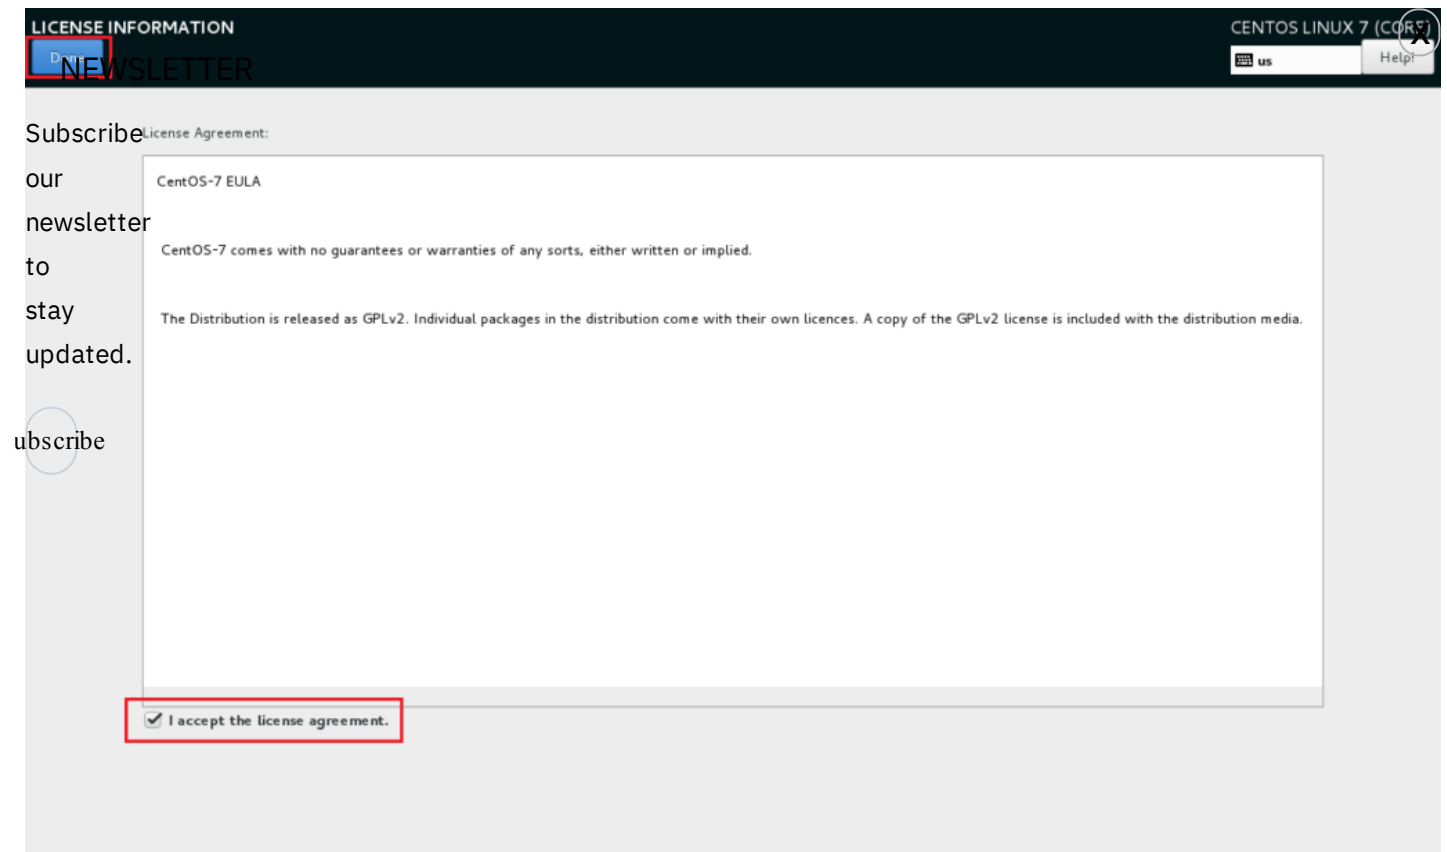 LICENSE INFORMATION
CENTOS LINUX 7 (CORE)
X
Done
NEWSLETTER
us
Help!
Subscribe
our
newsletter
to
stay
updated.
ubscribe
License Agreement:
CentOS-7 EULA
CentOS-7 comes with no guarantees or warranties of any sorts, either written or implied.
The Distribution is released as GPLv2. Individual packages in the distribution come with their own licences. A copy of the GPLv2 license is included with the distribution media.
I accept the license agreement.